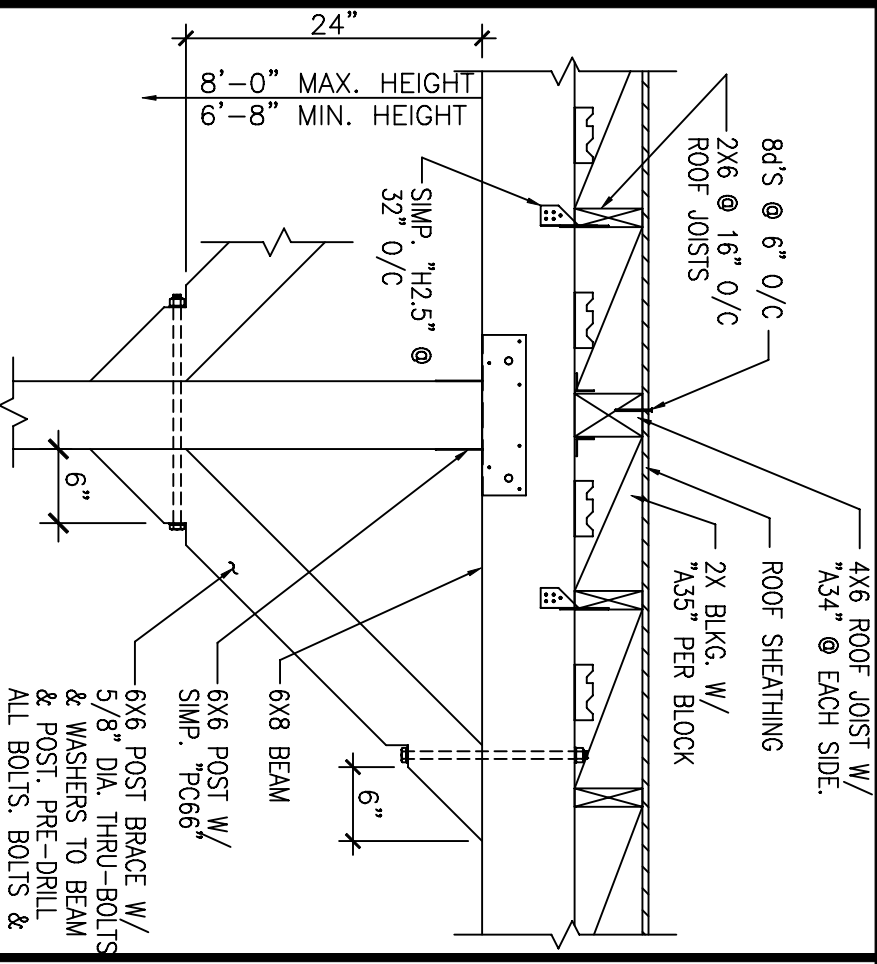 24"
8'-0" MAX. HEIGHT
6'-8" MIN. HEIGHT
8d'S @ 6" O/C
2X6 @ 16" O/C
ROOF JOISTS
SIMP. "H2.5" @
32" O/C
4X6 ROOF JOIST W/
"A34" @ EACH SIDE.
ROOF SHEATHING
2X BLKG. W/
"A35" PER BLOCK
6X8 BEAM
6X6 POST W/
SIMP. "PC66"
6X6 POST BRACE W/
5/8" DIA. THRU-BOLTS
& WASHERS TO BEAM
& POST. PRE-DRILL
ALL BOLTS. BOLTS &
6"
6"